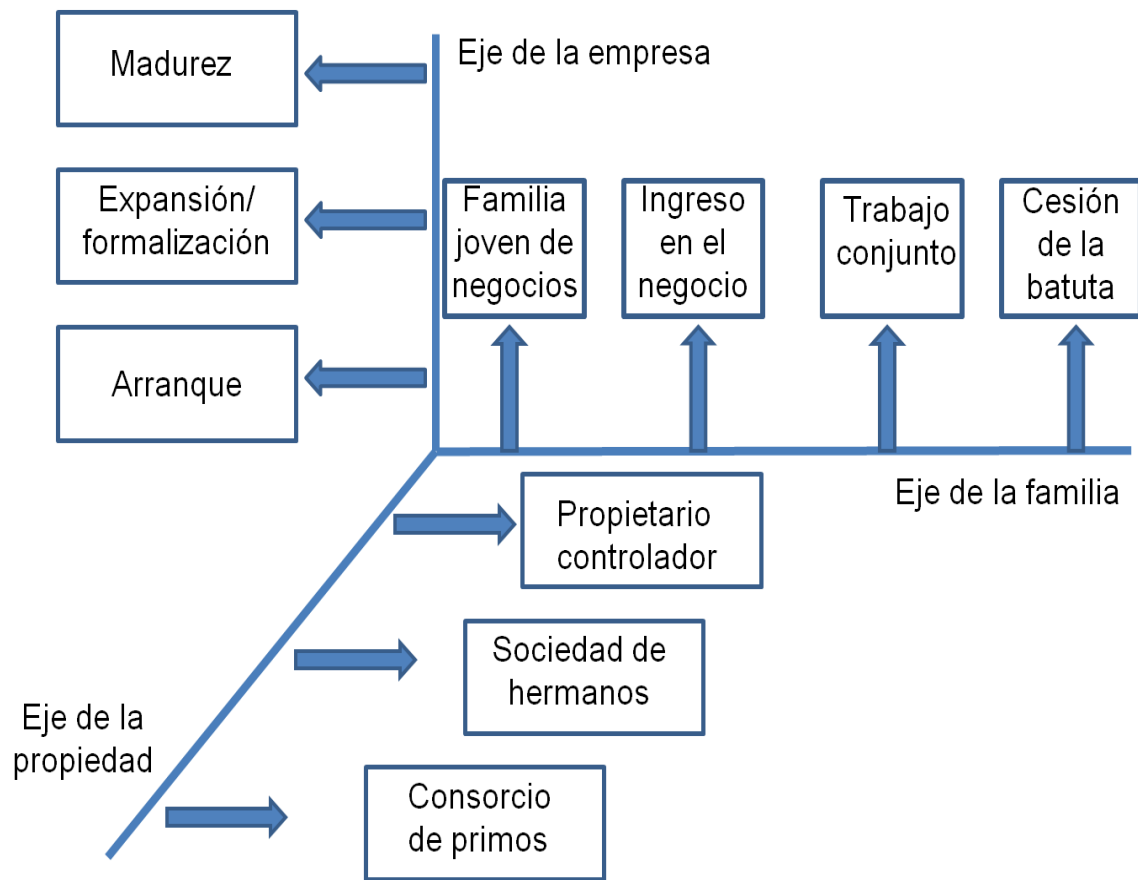 Madurez
Eje de la empresa
Expansión/
formalización
Familia
joven de
negocios
Ingreso
en el
negocio
Trabajo
conjunto
Cesión
de la
batuta
Arranque
Eje de la familia
Propietario
controlador
Sociedad de
hermanos
Eje de la
propiedad
Consorcio
de primos